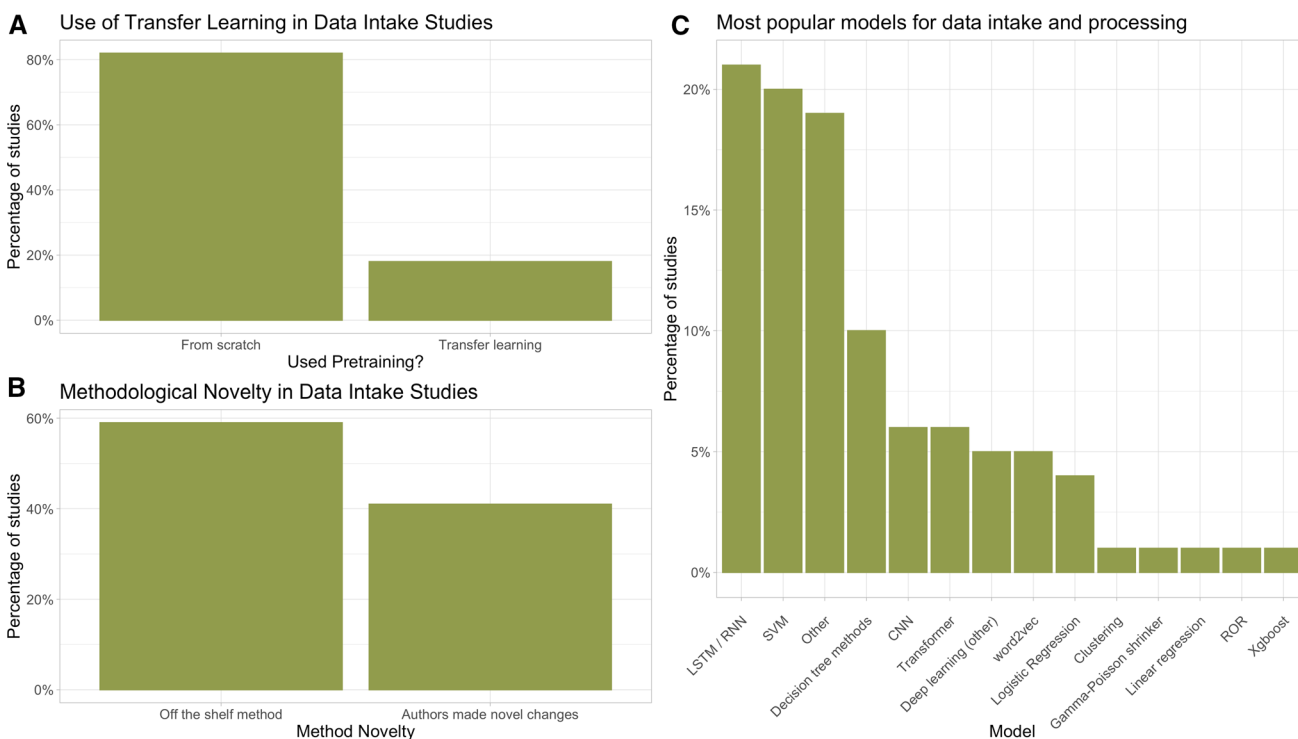 A
Use of Transfer Learning in Data Intake Studies
Percentage of studies
80%
60%
40%
20%
0%
From scratch
Transfer learning
Used Pretraining?
B
Methodological Novelty in Data Intake Studies
Percentage of studies
60%
40%
20%
0%
Off the shelf method
Authors made novel changes
Method Novelty
C
Most popular models for data intake and processing
Percentage of studies
20%
15%
10%
5%
0%
LSTM / RNN
SVM
Other
Decision tree methods
CNN
Transformer
Deep learning (other)
word2vec
Logistic Regression
Clustering
Gamma-Poisson shrinker
Linear regression
ROR
Xgboost
Model